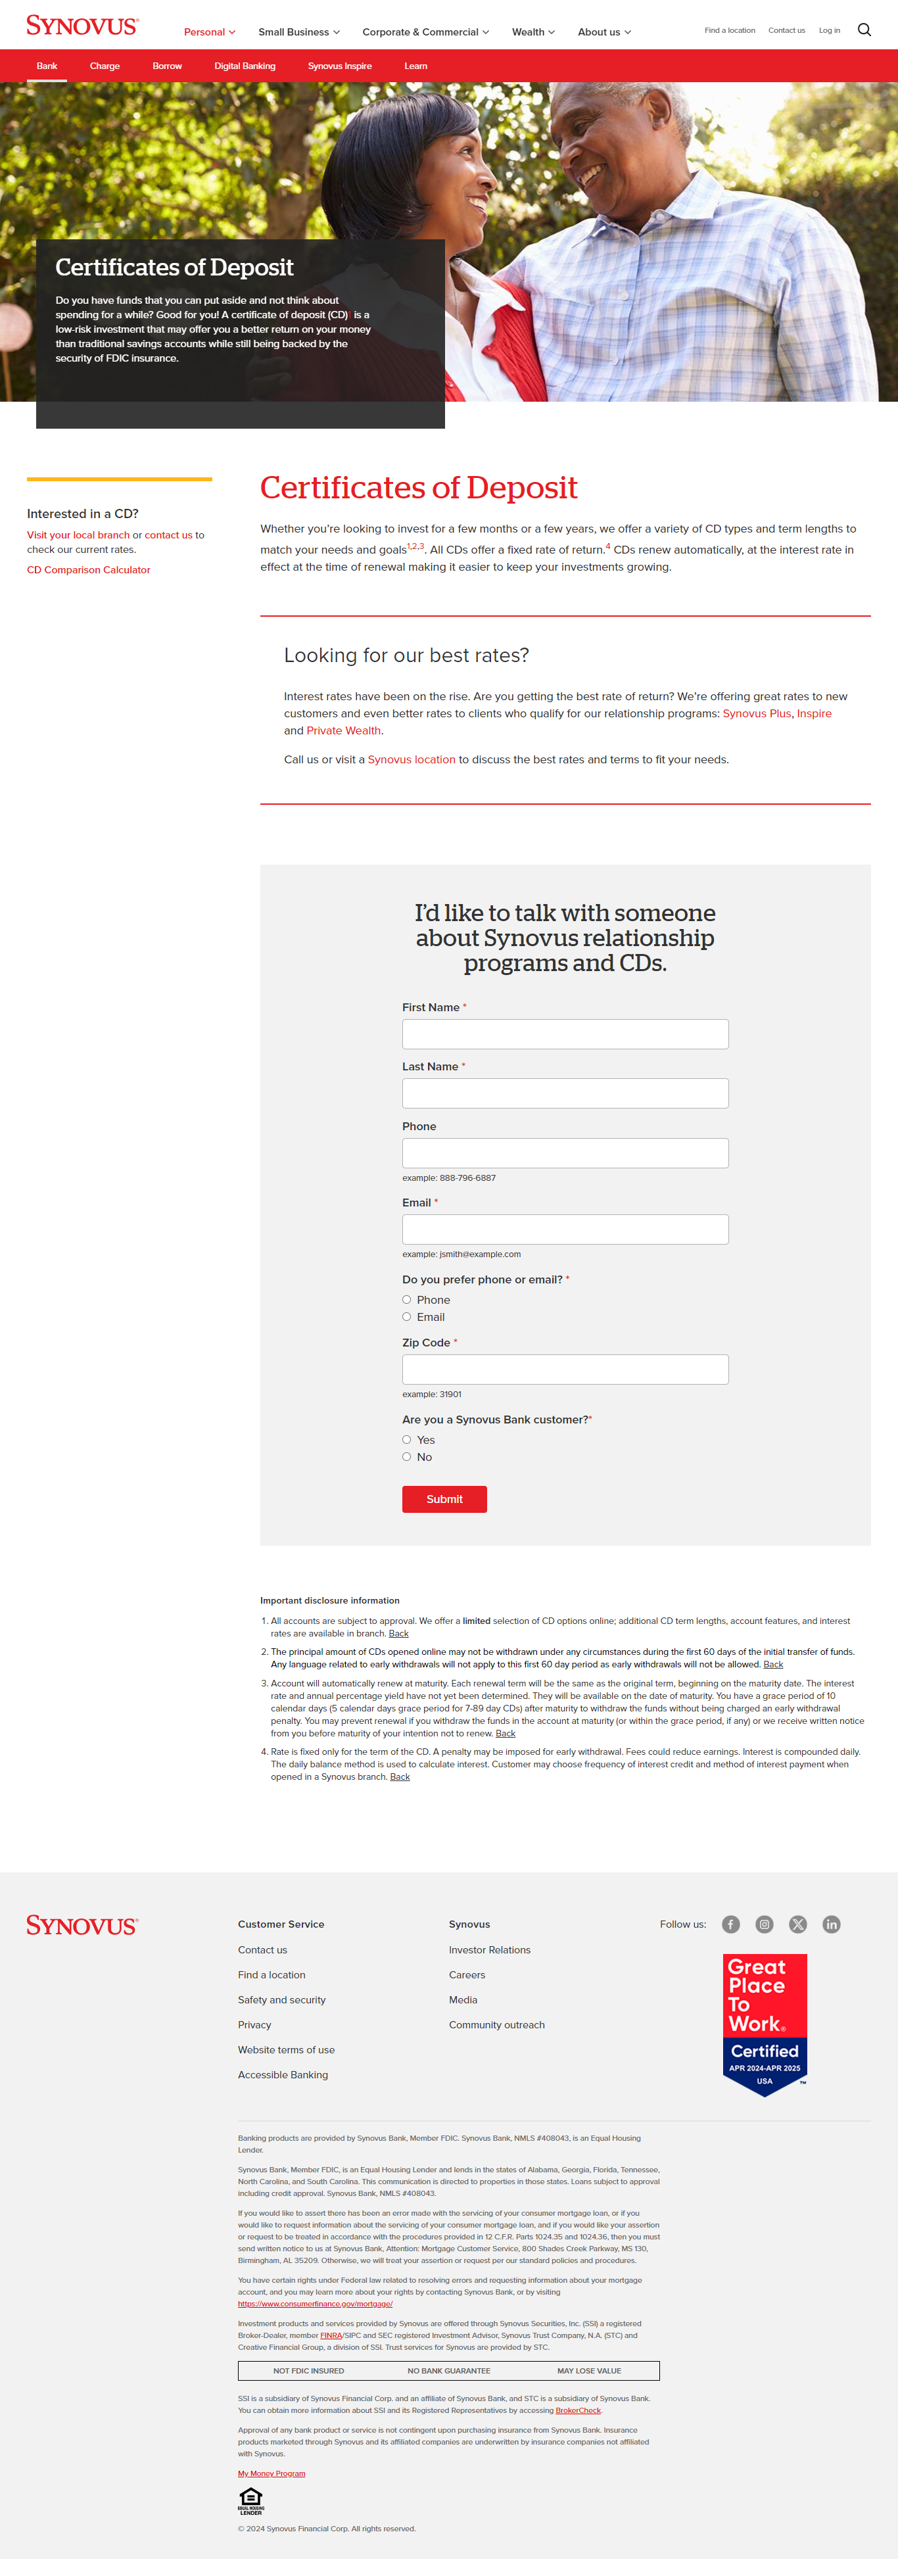 SYNOVUS®
Personal
Small Business
Corporate & Commercial
Wealth
About us
Find a location
Contact us
Log in
Bank
Charge
Borrow
Digital Banking
Synovus Inspire
Learn
Certificates of Deposit
Do you have funds that you can put aside and not think about
spending for a while? Good for you! A certificate of deposit (CD)1 is a
low-risk investment that may offer you a better return on your money
than traditional savings accounts while still being backed by the
security of FDIC insurance.
Interested in a CD?
Visit your local branch or contact us to
check our current rates.
CD Comparison Calculator
Certificates of Deposit
Whether you're looking to invest for a few months or a few years, we offer a variety of CD types and term lengths to
match your needs and goals1,2,3. All CDs offer a fixed rate of return.4 CDs renew automatically, at the interest rate in
effect at the time of renewal making it easier to keep your investments growing.
Looking for our best rates?
Interest rates have been on the rise. Are you getting the best rate of return? We're offering great rates to new
customers and even better rates to clients who qualify for our relationship programs: Synovus Plus, Inspire
and Private Wealth.
Call us or visit a Synovus location to discuss the best rates and terms to fit your needs.
I'd like to talk with someone
about Synovus relationship
programs and CDs.
First Name *
Last Name *
Phone
example: 888-796-6887
Email *
example: jsmith@example.com
Do you prefer phone or email? *
Phone
Email
Zip Code *
example: 31901
Are you a Synovus Bank customer?*
Yes
No
Submit
Important disclosure information
1. All accounts are subject to approval. We offer a limited selection of CD options online; additional CD term lengths, account features, and interest
rates are available in branch. Back
2. The principal amount of CDs opened online may not be withdrawn under any circumstances during the first 60 days of the initial transfer of funds.
Any language related to early withdrawals will not apply to this first 60 day period as early withdrawals will not be allowed. Back
3. Account will automatically renew at maturity. Each renewal term will be the same as the original term, beginning on the maturity date. The interest
rate and annual percentage yield have not yet been determined. They will be available on the date of maturity. You have a grace period of 10
calendar days (5 calendar days grace period for 7-89 day CDs) after maturity to withdraw the funds without being charged an early withdrawal
penalty. You may prevent renewal if you withdraw the funds in the account at maturity (or within the grace period, if any) or we receive written notice
from you before maturity of your intention not to renew. Back
4. Rate is fixed only for the term of the CD. A penalty may be imposed for early withdrawal. Fees could reduce earnings. Interest is compounded daily.
The daily balance method is used to calculate interest. Customer may choose frequency of interest credit and method of interest payment when
opened in a Synovus branch. Back
SYNOVUS®
Customer Service
Contact us
Find a location
Safety and security
Privacy
Website terms of use
Accessible Banking
Synovus
Investor Relations
Careers
Media
Community outreach
Follow us:
Great
Place
To
Work®
Certified
APR 2024-APR 2025
USA
™
Banking products are provided by Synovus Bank, Member FDIC. Synovus Bank, NMLS #408043, is an Equal Housing
Lender.
Synovus Bank, Member FDIC, is an Equal Housing Lender and lends in the states of Alabama, Georgia, Florida, Tennessee,
North Carolina, and South Carolina. This communication is directed to properties in those states. Loans subject to approval
including credit approval. Synovus Bank, NMLS #408043.
If you would like to assert there has been an error made with the servicing of your consumer mortgage loan, or if you
would like to request information about the servicing of your consumer mortgage loan, and if you would like your assertion
or request to be treated in accordance with the procedures provided in 12 C.F.R. Parts 1024.35 and 1024.36, then you must
send written notice to us at Synovus Bank, Attention: Mortgage Customer Service, 800 Shades Creek Parkway, MS 130,
Birmingham, AL 35209. Otherwise, we will treat your assertion or request per our standard policies and procedures.
You have certain rights under Federal law related to resolving errors and requesting information about your mortgage
account, and you may learn more about your rights by contacting Synovus Bank, or by visiting
https://www.consumerfinance.gov/mortgage/
Investment products and services provided by Synovus are offered through Synovus Securities, Inc. (SSI) a registered
Broker-Dealer, member FINRA/SIPC and SEC registered Investment Advisor, Synovus Trust Company, N.A. (STC) and
Creative Financial Group, a division of SSI. Trust services for Synovus are provided by STC.
NOT FDIC INSURED
NO BANK GUARANTEE
MAY LOSE VALUE
SSI is a subsidiary of Synovus Financial Corp. and an affiliate of Synovus Bank, and STC is a subsidiary of Synovus Bank.
You can obtain more information about SSI and its Registered Representatives by accessing BrokerCheck.
Approval of any bank product or service is not contingent upon purchasing insurance from Synovus Bank. Insurance
products marketed through Synovus and its affiliated companies are underwritten by insurance companies not affiliated
with Synovus.
My Money Program
EQUAL HOUSING
LENDER
© 2024 Synovus Financial Corp. All rights reserved.